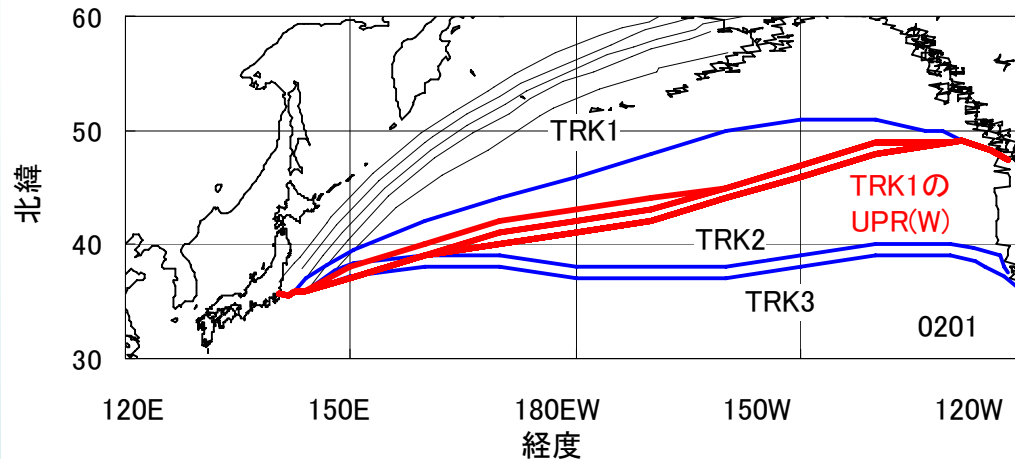 60
50
40
30
北緯
TRK1
TRK1の
UPR(W)
TRK2
TRK3
0201
120E
150E
180EW
150W
120W
経度